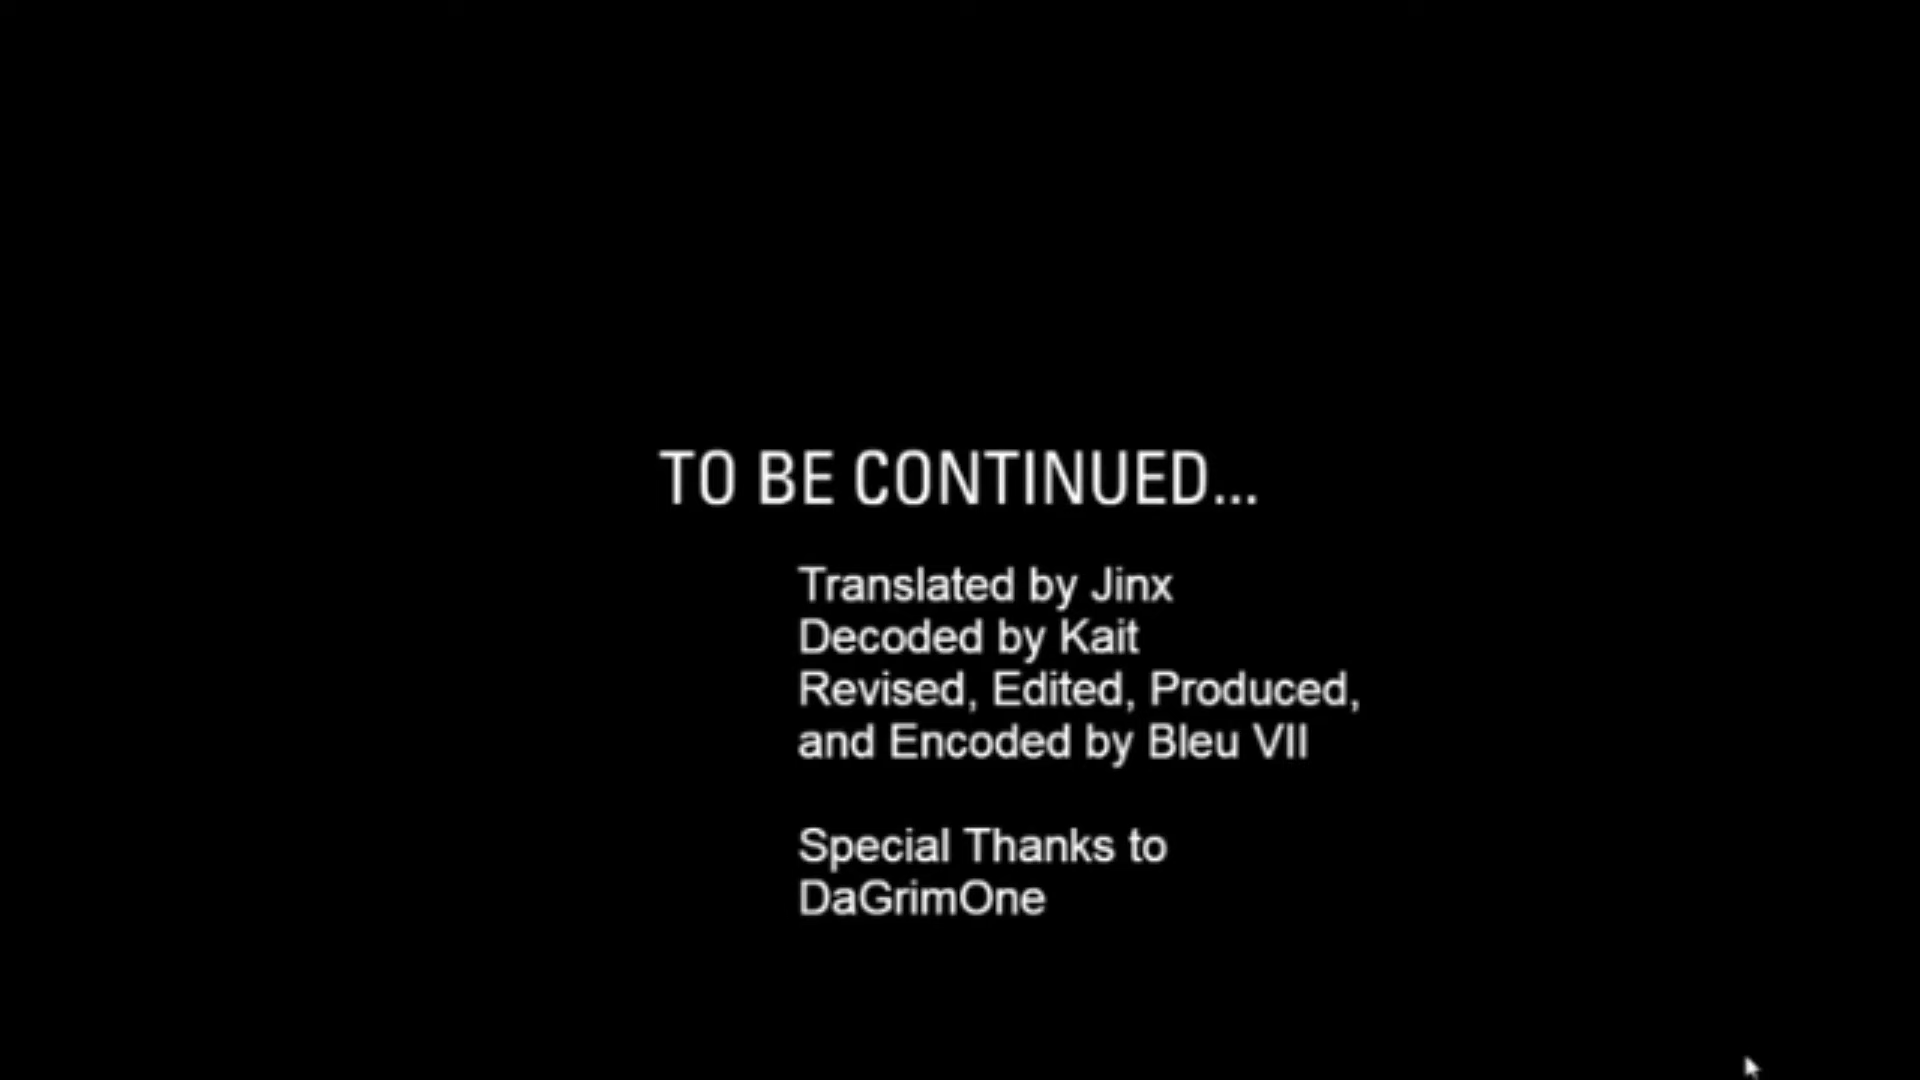 TO BE CONTINUED...
Translated by Jinx
Decoded by Kait
Revised, Edited, Produced,
and Encoded by Bleu VII
Special Thanks to
DaGrimOne